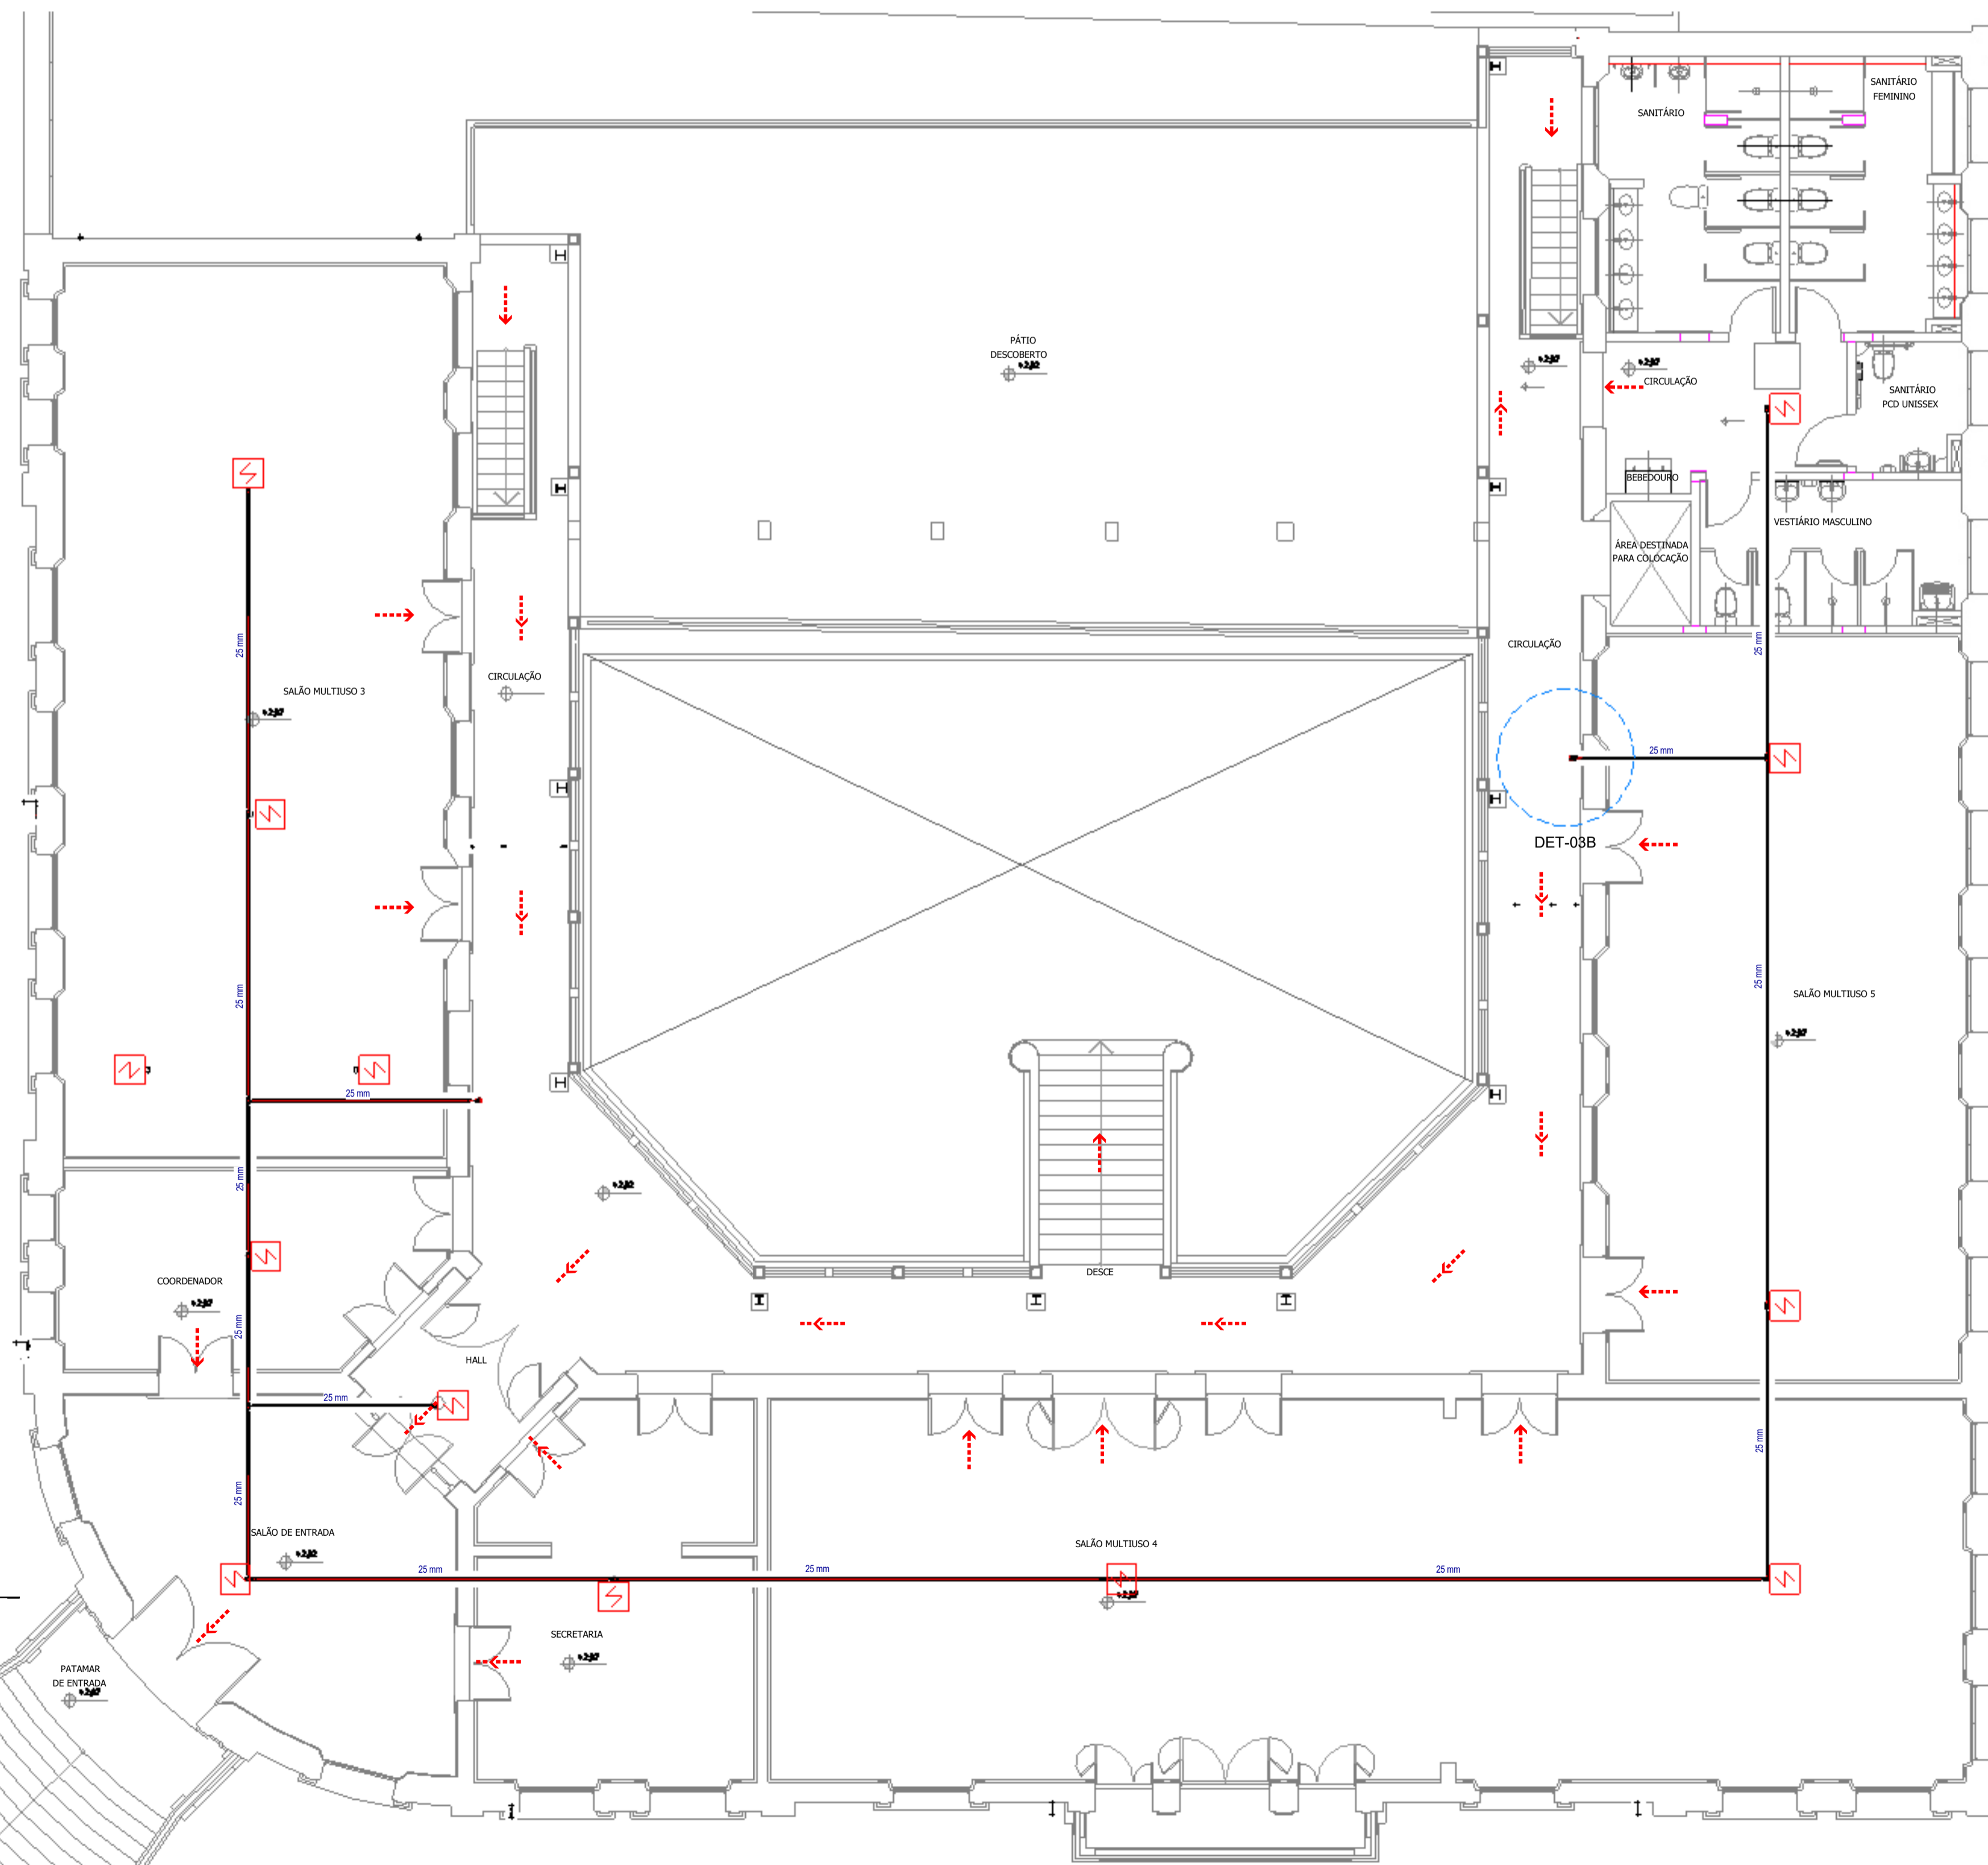 SANITÁRIO
FEMININO
SANITÁRIO
PÁTIO
DESCOBERTO
CIRCULAÇÃO
SANITÁRIO
PCD UNISSEX
BEBEDOURO
VESTIÁRIO MASCULINO
ÁREA DESTINADA
PARA COLOCAÇÃO
25 mm
25 mm
CIRCULAÇÃO
CIRCULAÇÃO
SALÃO MULTIUSO 3
25 mm
DET-03B
25 mm
25 mm
SALÃO MULTIUSO 5
25 mm
25 mm
COORDENADOR
DESCE
25 mm
HALL
25 mm
25 mm
25 mm
SALÃO DE ENTRADA
SALÃO MULTIUSO 4
25 mm
25 mm
25 mm
SECRETARIA
PATAMAR
DE ENTRADA